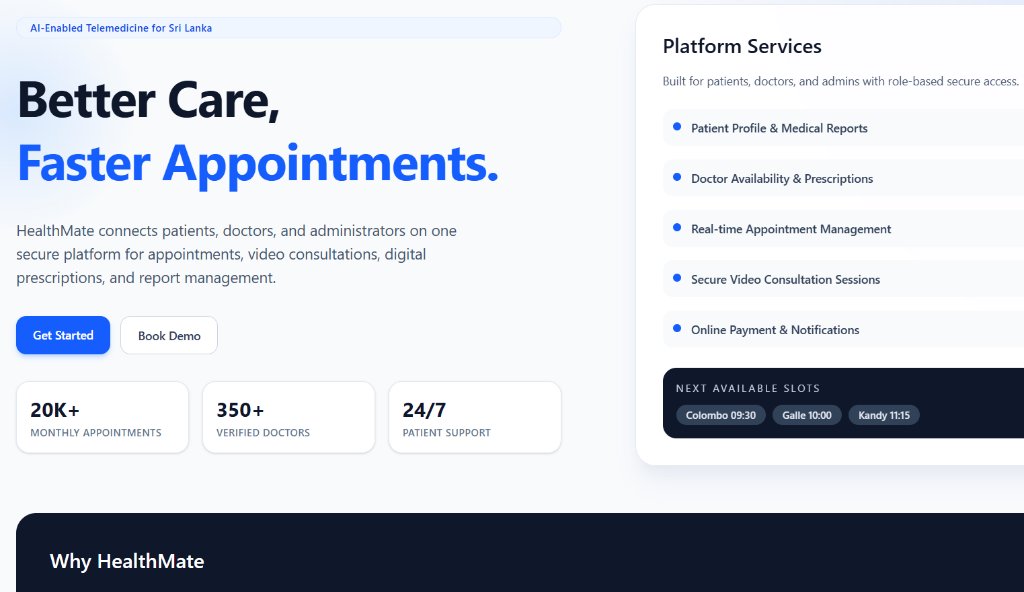 AI-Enabled Telemedicine for Sri Lanka
Better Care,
Faster Appointments.
HealthMate connects patients, doctors, and administrators on one
secure platform for appointments, video consultations, digital
prescriptions, and report management.
Get Started
Book Demo
20K+
MONTHLY APPOINTMENTS
350+
VERIFIED DOCTORS
24/7
PATIENT SUPPORT
Platform Services
Built for patients, doctors, and admins with role-based secure access.
Patient Profile & Medical Reports
Doctor Availability & Prescriptions
Real-time Appointment Management
Secure Video Consultation Sessions
Online Payment & Notifications
NEXT AVAILABLE SLOTS
Colombo 09:30
Galle 10:00
Kandy 11:15
Why HealthMate